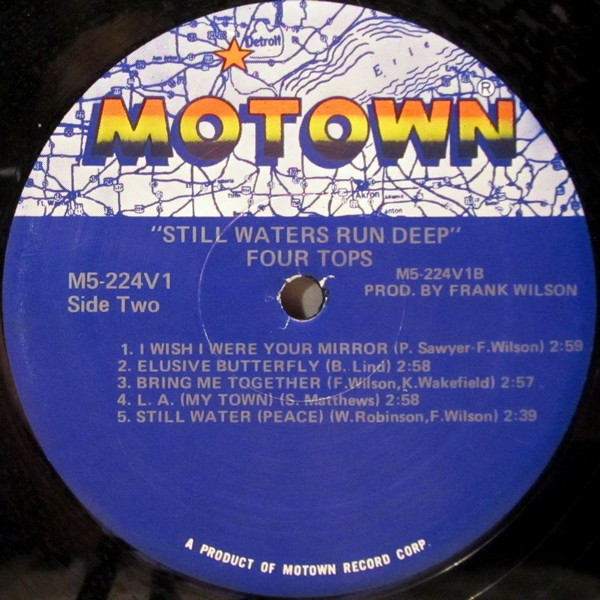 Detroit
Erie
MOTOWN®
Akron
"STILL WATERS RUN DEEP"
FOUR TOPS
M5-224V1
Side Two
M5-224V1B
PROD. BY FRANK WILSON
1. I WISH I WERE YOUR MIRROR (P. Sawyer-F.Wilson) 2:59
2. ELUSIVE BUTTERFLY (B. Lind) 2:58
3. BRING ME TOGETHER (F.Wilson,K.Wakefield) 2:57
4. L. A. (MY TOWN) (S. Matthews) 2:58
5. STILL WATER (PEACE) (W.Robinson,F.Wilson) 2:39
A PRODUCT OF MOTOWN RECORD CORP.